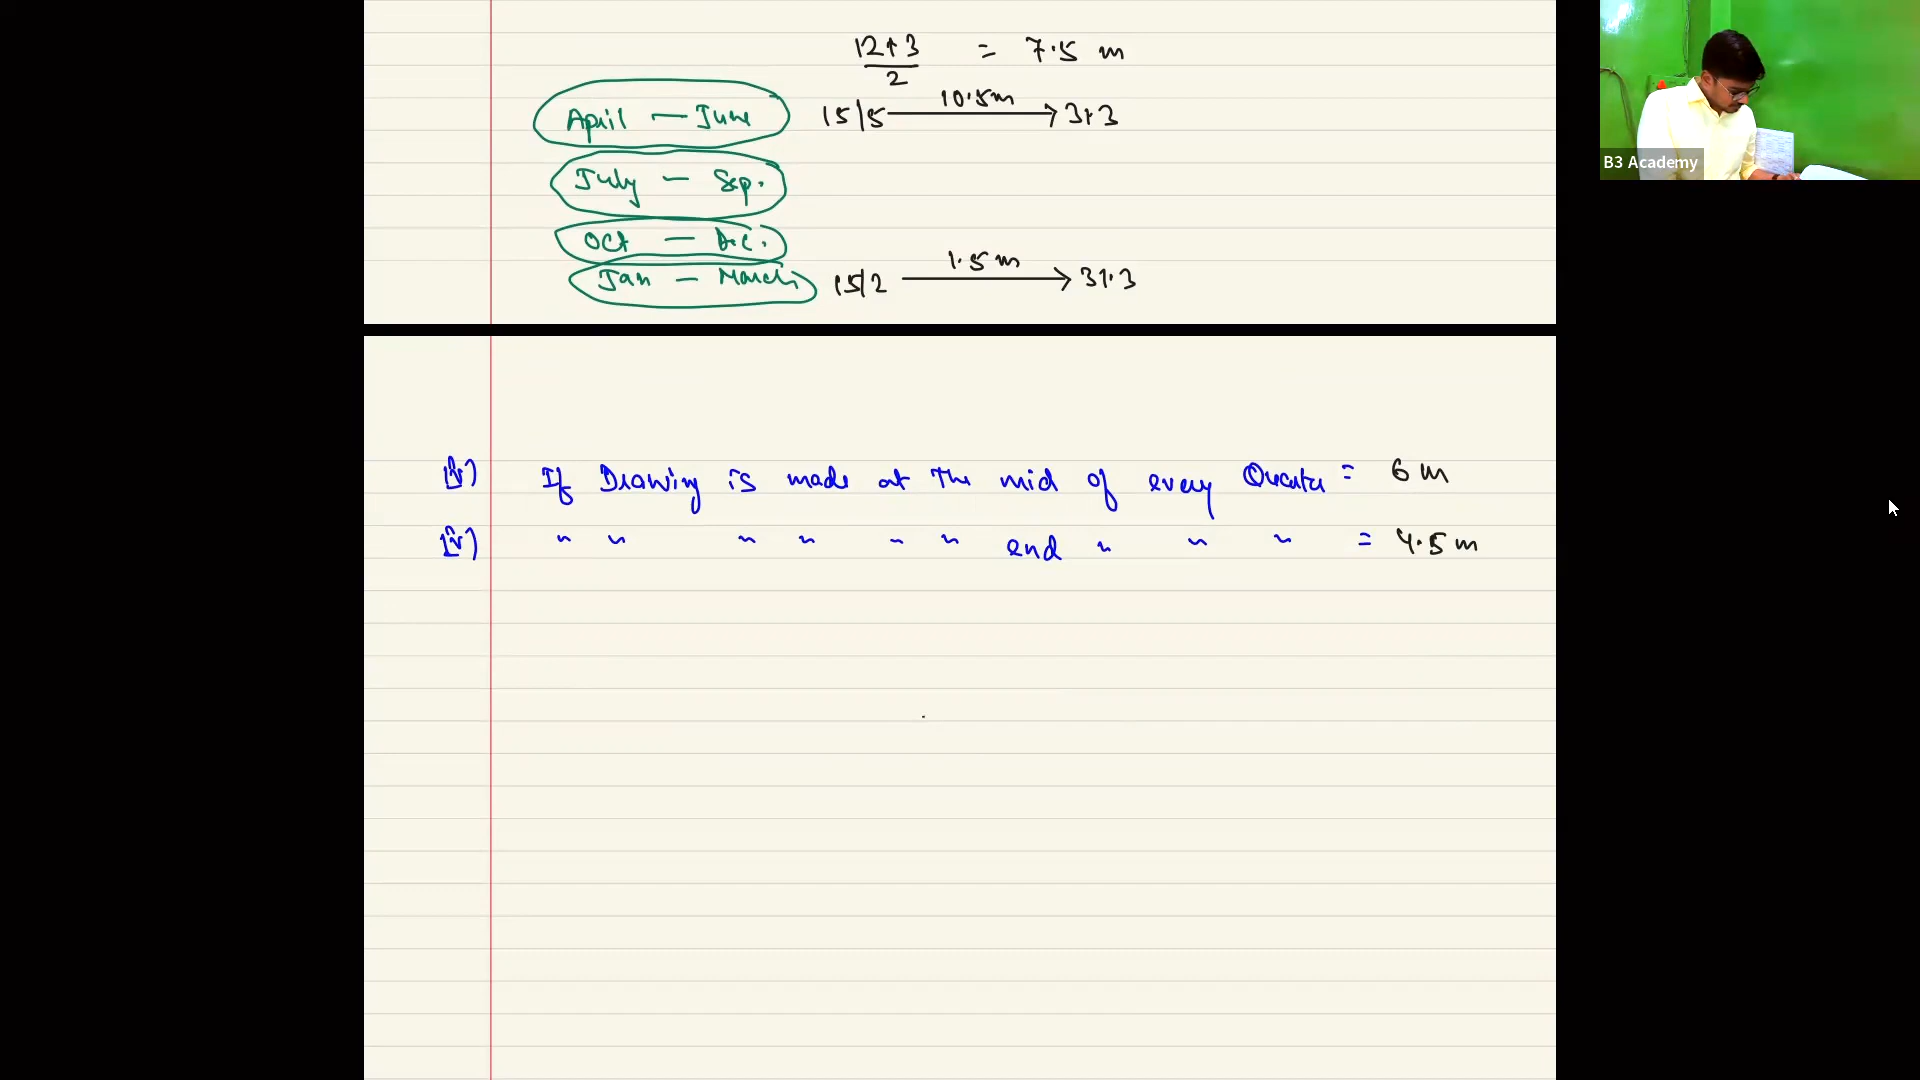 12+3 / 2 = 7.5 m
April — June 15/5 10.5m 31.3
July — Sep.
Oct — Dec.
Jan — March 15/2 1.5 m 31.3
If Drawing is made at the mid of every Quarter = 6 m
" " " " " " end " " " = 4.5 m
B3 Academy